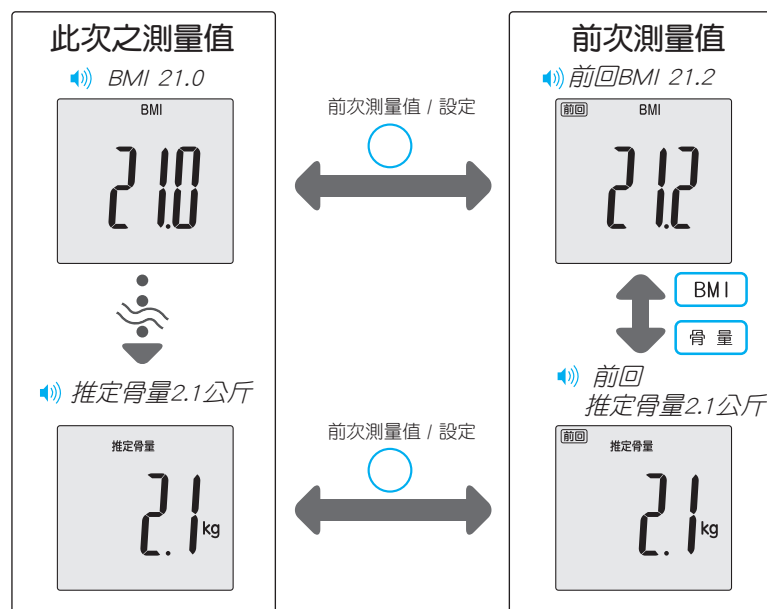 此次之測量值
BMI 21.0
BMI
21.0
推定骨量2.1公斤
推定骨量
2.1 kg
前次測量值 / 設定
前次測量值 / 設定
前次測量值
前回BMI 21.2
前回 BMI
21.2
BMI
骨量
前回
推定骨量2.1公斤
前回
推定骨量
2.1 kg